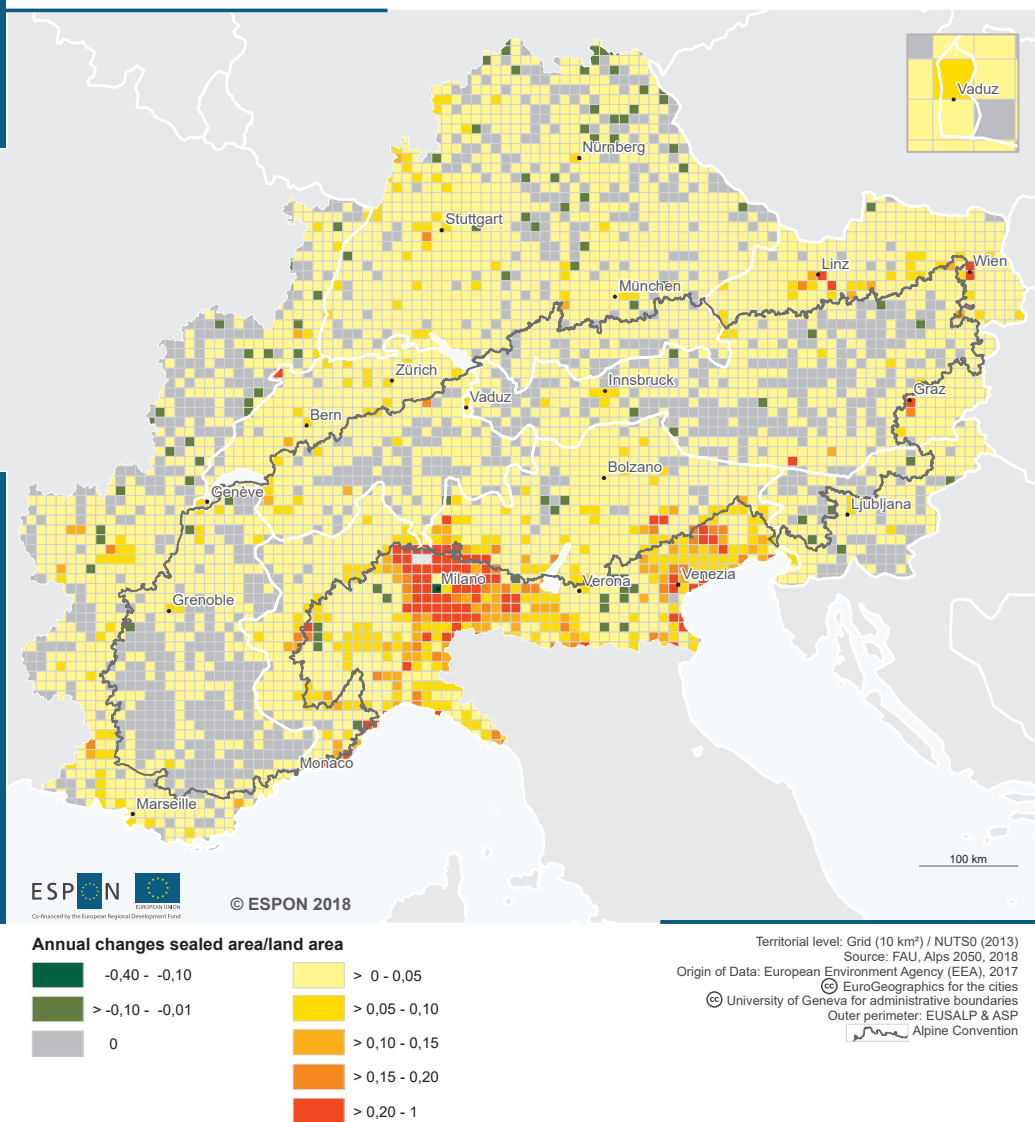 Vaduz
Nürnberg
Stuttgart
Linz
Wien
München
Zürich
Innsbruck
Vaduz
Graz
Bern
Bolzano
Genève
Ljubljana
Milano
Verona
Venezia
Grenoble
Monaco
Marseille
100 km
ESPON
EUROPEAN UNION
Co-financed by the European Regional Development Fund
© ESPON 2018
Annual changes sealed area/land area
-0,40 - -0,10
> -0,10 - -0,01
0
> 0 - 0,05
> 0,05 - 0,10
> 0,10 - 0,15
> 0,15 - 0,20
> 0,20 - 1
Territorial level: Grid (10 km²) / NUTS0 (2013)
Source: FAU, Alps 2050, 2018
Origin of Data: European Environment Agency (EEA), 2017
cc EuroGeographics for the cities
cc University of Geneva for administrative boundaries
Outer perimeter: EUSALP & ASP
Alpine Convention